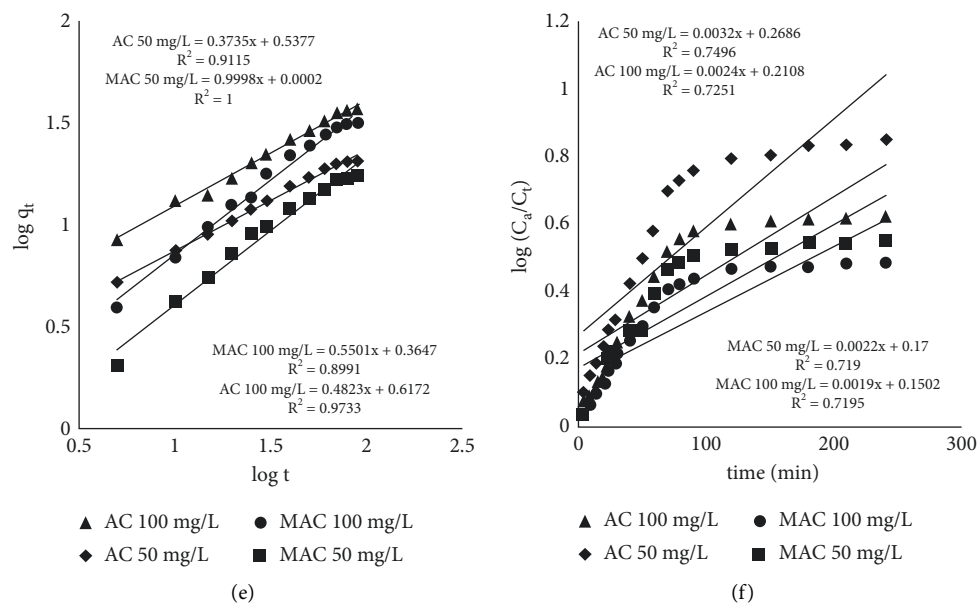 2
AC 50 mg/L = 0.3735x + 0.5377
R² = 0.9115
MAC 50 mg/L = 0.9998x + 0.0002
R² = 1
1.5
log qt
1
0.5
MAC 100 mg/L = 0.5501x + 0.3647
R² = 0.8991
AC 100 mg/L = 0.4823x + 0.6172
R² = 0.9733
0
0.5 1 1.5 2 2.5
log t
AC 100 mg/L MAC 100 mg/L
AC 50 mg/L MAC 50 mg/L
(e)
1.2
AC 50 mg/L = 0.0032x + 0.2686
R² = 0.7496
AC 100 mg/L = 0.0024x + 0.2108
R² = 0.7251
1
0.8
log (Ca/Ct)
0.6
0.4
0.2
MAC 50 mg/L = 0.0022x + 0.17
R² = 0.719
MAC 100 mg/L = 0.0019x + 0.1502
R² = 0.7195
0
0 100 200 300
time (min)
AC 100 mg/L MAC 100 mg/L
AC 50 mg/L MAC 50 mg/L
(f)